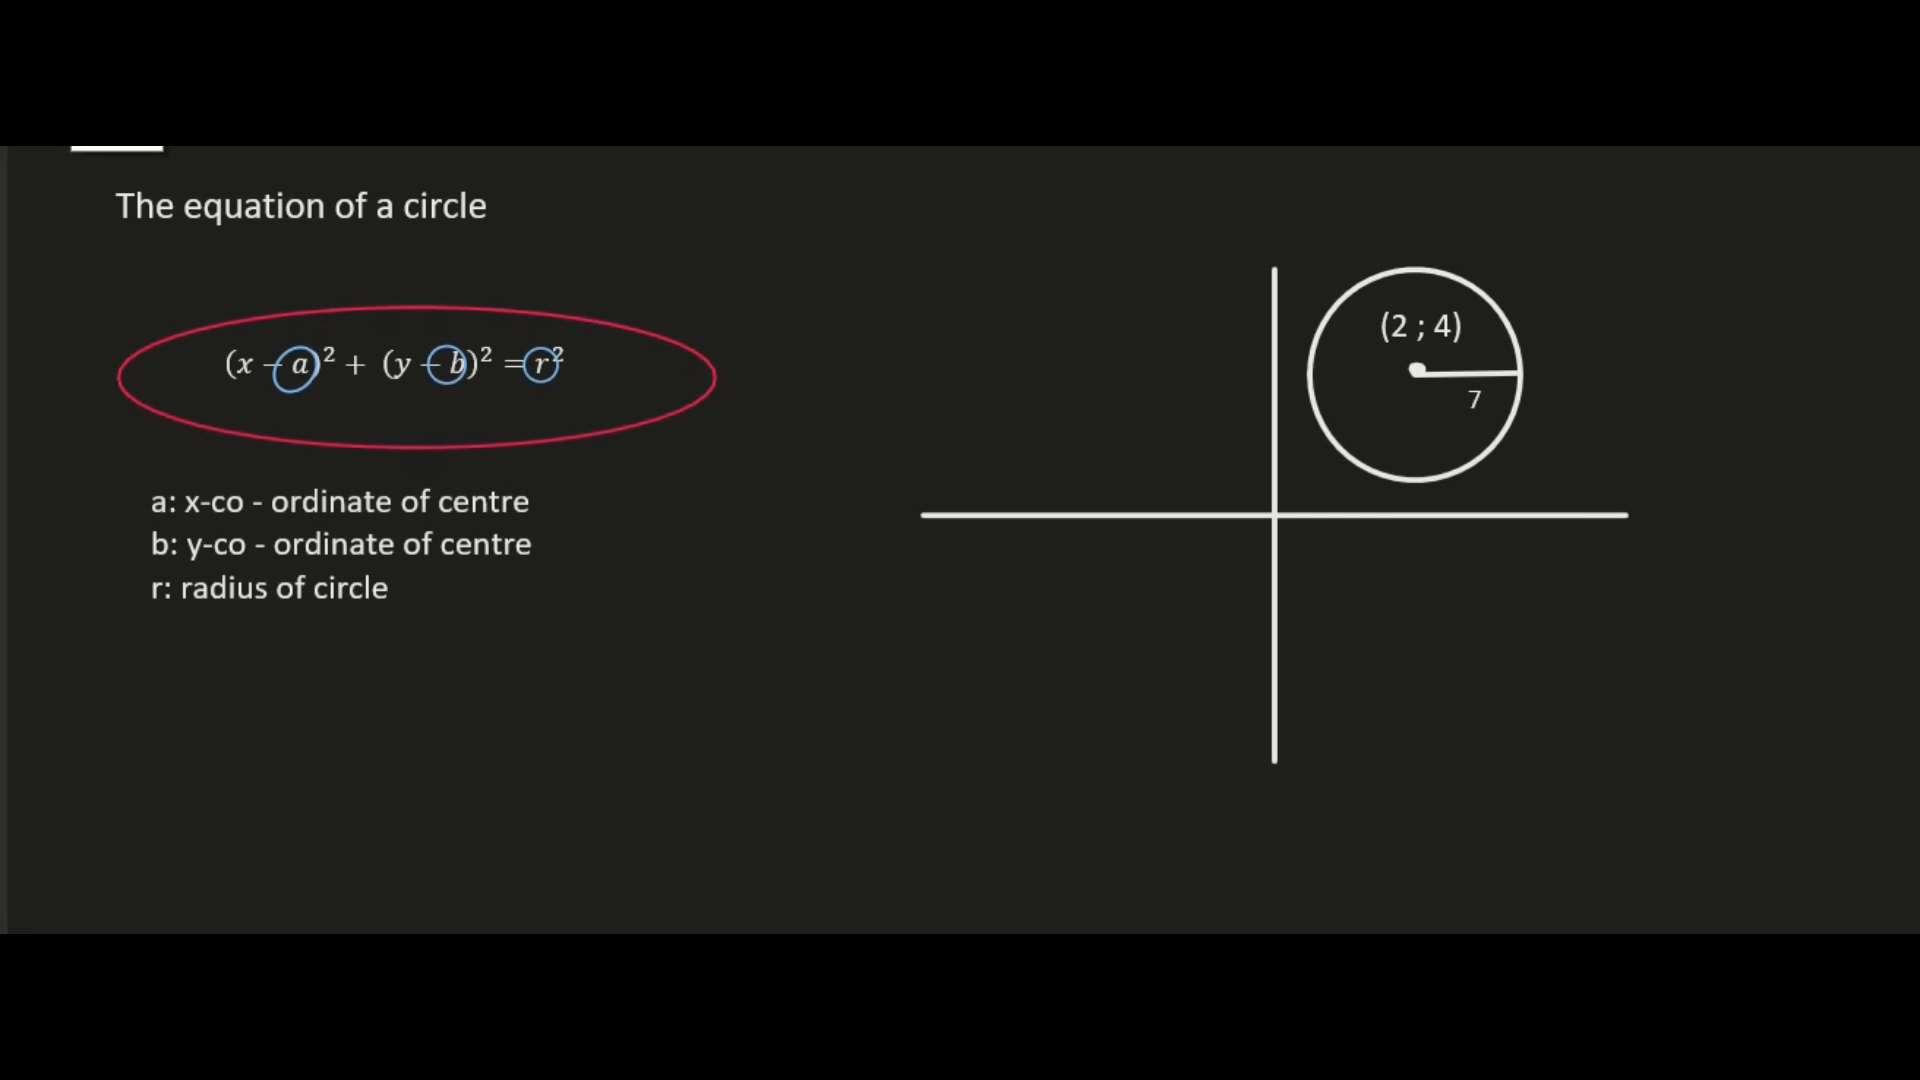 The equation of a circle
(x − a)² + (y − b)² = r²
a: x-co - ordinate of centre
b: y-co - ordinate of centre
r: radius of circle
(2 ; 4)
7